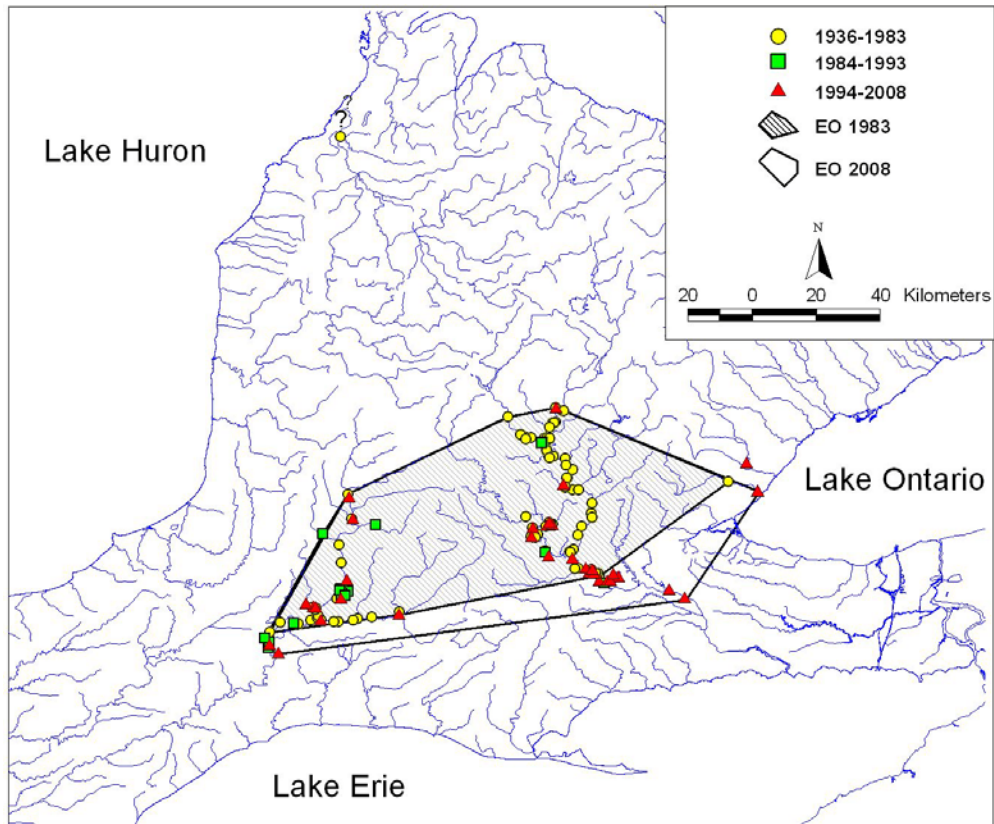 1936-1983
1984-1993
1994-2008
EO 1983
EO 2008
N
20 0 20 40 Kilometers
?
?
Lake Huron
Lake Ontario
Lake Erie